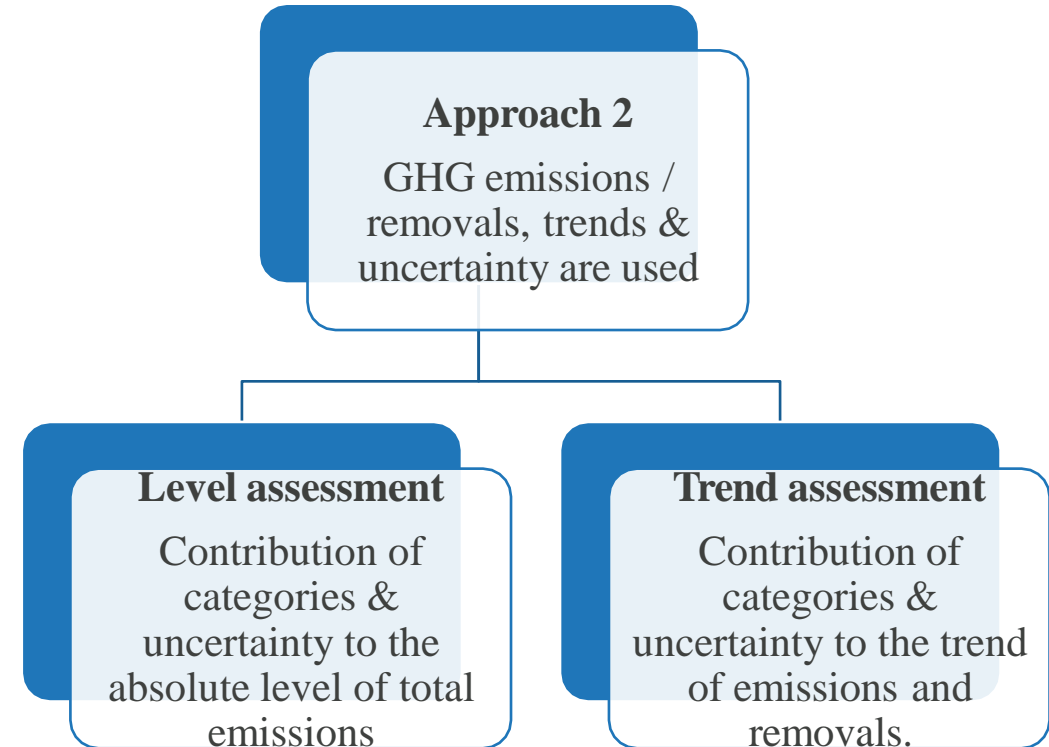 Approach 2
GHG emissions /
removals, trends &
uncertainty are used
Level assessment
Contribution of
categories &
uncertainty to the
absolute level of total
emissions
Trend assessment
Contribution of
categories &
uncertainty to the trend
of emissions and
removals.